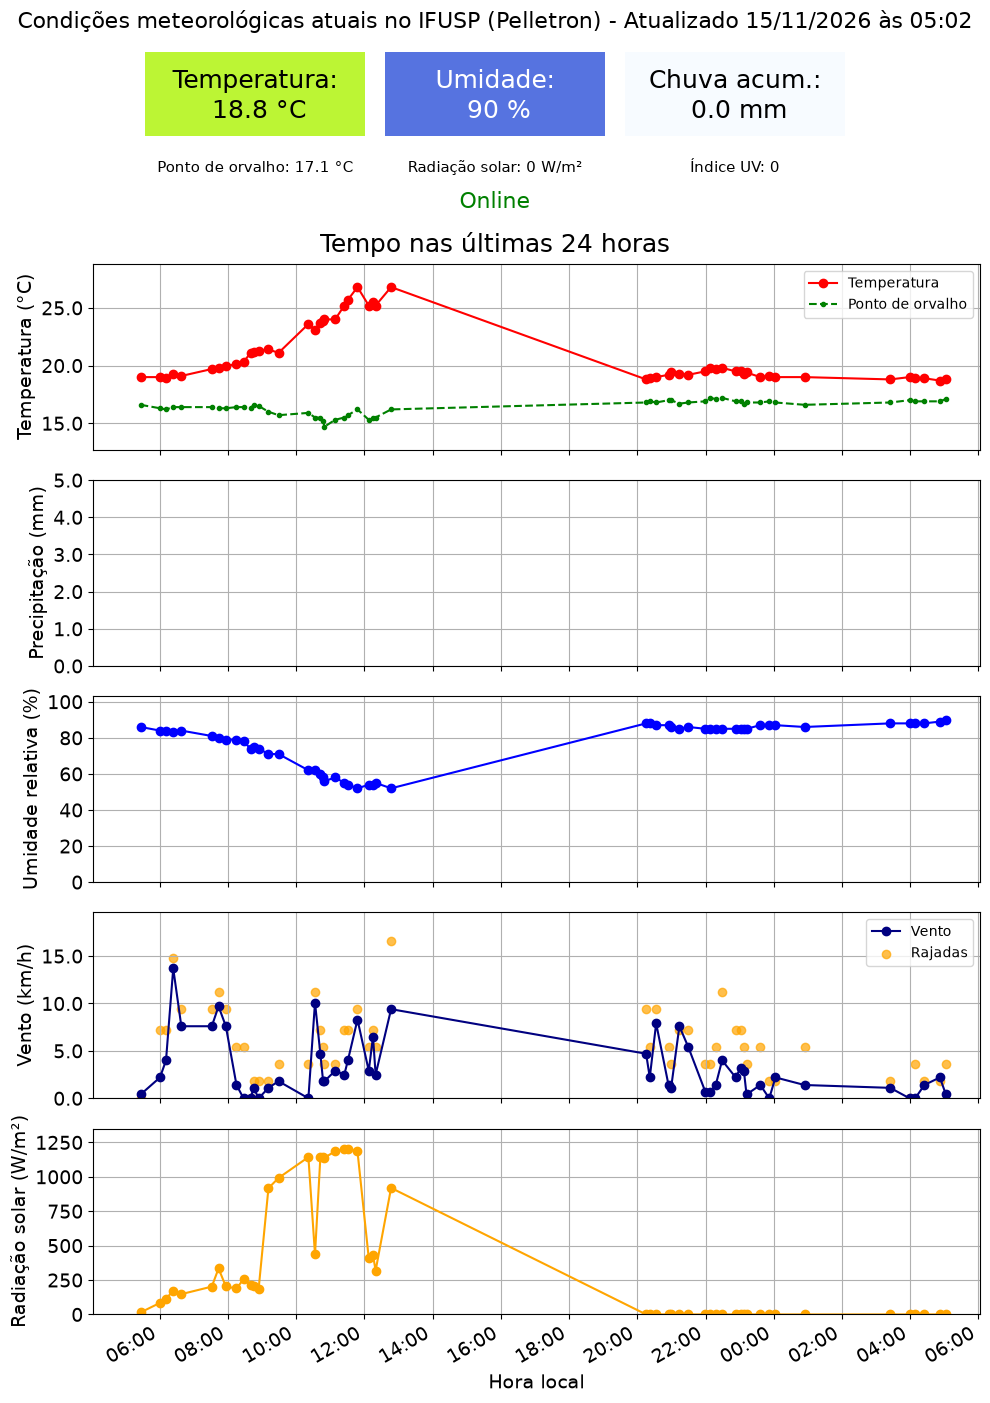 Condições meteorológicas atuais no IFUSP (Pelletron) - Atualizado 15/11/2026 às 05:02
Temperatura:
18.8 °C
Umidade:
90 %
Chuva acum.:
0.0 mm
Ponto de orvalho: 17.1 °C
Radiação solar: 0 W/m²
Índice UV: 0
Online
Tempo nas últimas 24 horas
Temperatura (°C)
25.0
20.0
15.0
Temperatura
Ponto de orvalho
Precipitação (mm)
5.0
4.0
3.0
2.0
1.0
0.0
Umidade relativa (%)
100
80
60
40
20
0
Vento (km/h)
15.0
10.0
5.0
0.0
Vento
Rajadas
Radiação solar (W/m²)
1250
1000
750
500
250
0
06:00
08:00
10:00
12:00
14:00
16:00
18:00
20:00
22:00
00:00
02:00
04:00
06:00
Hora local